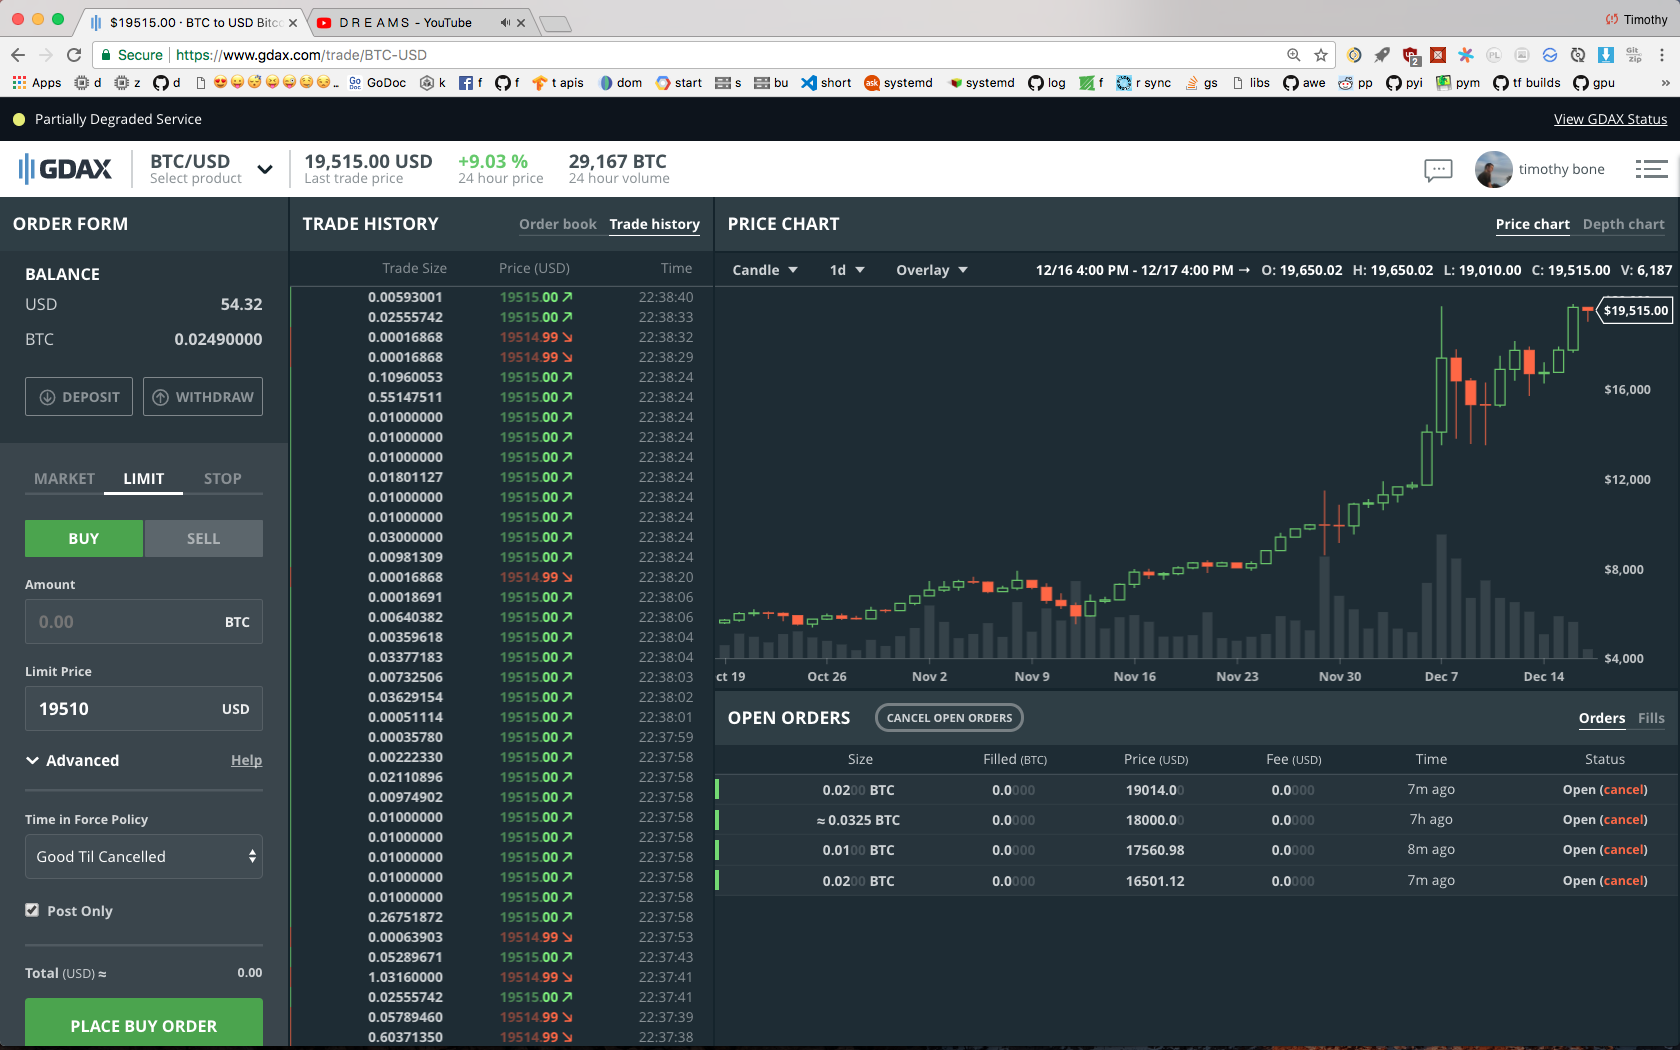 $19515.00 · BTC to USD Bitc
D R E A M S - YouTube
Timothy
Secure
https://www.gdax.com/trade/BTC-USD
Apps d z d GoDoc k f f t apis dom start s bu short systemd systemd log f r sync gs libs awe pp pyi pym tf builds gpu »
Partially Degraded Service
View GDAX Status
GDAX
BTC/USD
Select product
19,515.00 USD
Last trade price
+9.03 %
24 hour price
29,167 BTC
24 hour volume
timothy bone
ORDER FORM
BALANCE
USD 54.32
BTC 0.02490000
DEPOSIT WITHDRAW
MARKET LIMIT STOP
BUY SELL
Amount
0.00 BTC
Limit Price
19510 USD
Advanced Help
Time in Force Policy
Good Til Cancelled
Post Only
Total (USD) ≈ 0.00
PLACE BUY ORDER
TRADE HISTORY Order book Trade history
Trade Size Price (USD) Time
0.00593001 19515.00 ↗ 22:38:40
0.02555742 19515.00 ↗ 22:38:33
0.00016868 19514.99 ↘ 22:38:32
0.00016868 19514.99 ↘ 22:38:29
0.10960053 19515.00 ↗ 22:38:24
0.55147511 19515.00 ↗ 22:38:24
0.01000000 19515.00 ↗ 22:38:24
0.01000000 19515.00 ↗ 22:38:24
0.01000000 19515.00 ↗ 22:38:24
0.01801127 19515.00 ↗ 22:38:24
0.01000000 19515.00 ↗ 22:38:24
0.01000000 19515.00 ↗ 22:38:24
0.03000000 19515.00 ↗ 22:38:24
0.00981309 19515.00 ↗ 22:38:24
0.00016868 19514.99 ↘ 22:38:20
0.00018691 19515.00 ↗ 22:38:06
0.00640382 19515.00 ↗ 22:38:06
0.00359618 19515.00 ↗ 22:38:04
0.03377183 19515.00 ↗ 22:38:04
0.00732506 19515.00 ↗ 22:38:03
0.03629154 19515.00 ↗ 22:38:02
0.00051114 19515.00 ↗ 22:38:01
0.00035780 19515.00 ↗ 22:37:59
0.00222330 19515.00 ↗ 22:37:58
0.02110896 19515.00 ↗ 22:37:58
0.00974902 19515.00 ↗ 22:37:58
0.01000000 19515.00 ↗ 22:37:58
0.01000000 19515.00 ↗ 22:37:58
0.01000000 19515.00 ↗ 22:37:58
0.01000000 19515.00 ↗ 22:37:58
0.01000000 19515.00 ↗ 22:37:58
0.26751872 19515.00 ↗ 22:37:58
0.00063903 19514.99 ↘ 22:37:53
0.05289671 19515.00 ↗ 22:37:43
1.03160000 19514.99 ↘ 22:37:41
0.02555742 19515.00 ↗ 22:37:41
0.05789460 19514.99 ↘ 22:37:39
0.60371350 19514.99 ↘ 22:37:38
PRICE CHART Price chart Depth chart
Candle 1d Overlay 12/16 4:00 PM - 12/17 4:00 PM → O: 19,650.02 H: 19,650.02 L: 19,010.00 C: 19,515.00 V: 6,187
$19,515.00
$16,000
$12,000
$8,000
$4,000
ct 19 Oct 26 Nov 2 Nov 9 Nov 16 Nov 23 Nov 30 Dec 7 Dec 14
OPEN ORDERS CANCEL OPEN ORDERS Orders Fills
Size Filled (BTC) Price (USD) Fee (USD) Time Status
0.0200 BTC 0.0000 19014.00 0.0000 7m ago Open (cancel)
≈ 0.0325 BTC 0.0000 18000.00 0.0000 7h ago Open (cancel)
0.0100 BTC 0.0000 17560.98 0.0000 8m ago Open (cancel)
0.0200 BTC 0.0000 16501.12 0.0000 7m ago Open (cancel)